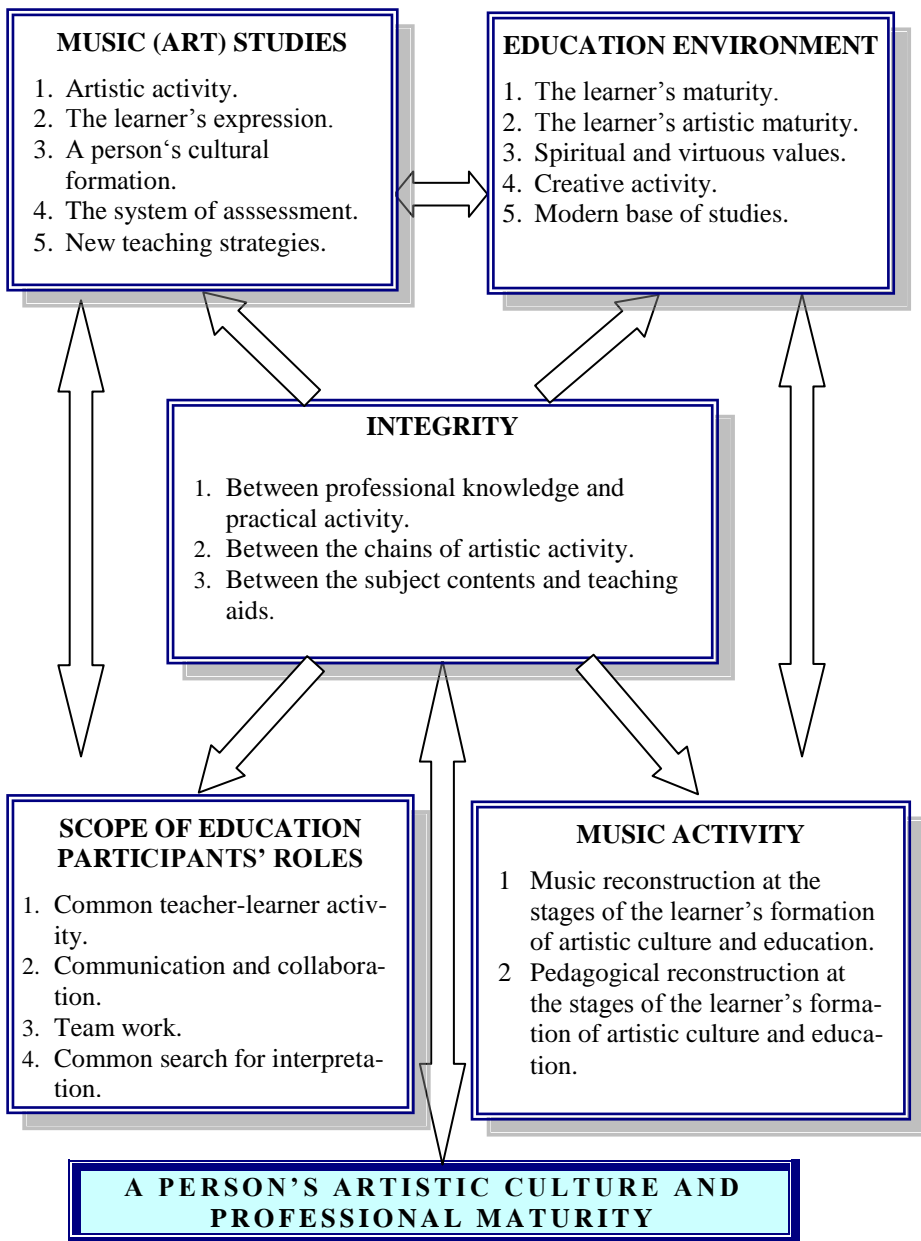 MUSIC (ART) STUDIES
1. Artistic activity.
2. The learner’s expression.
3. A person‘s cultural
formation.
4. The system of asssessment.
5. New teaching strategies.
EDUCATION ENVIRONMENT
1. The learner’s maturity.
2. The learner’s artistic maturity.
3. Spiritual and virtuous values.
4. Creative activity.
5. Modern base of studies.
INTEGRITY
1. Between professional knowledge and
practical activity.
2. Between the chains of artistic activity.
3. Between the subject contents and teaching
aids.
SCOPE OF EDUCATION
PARTICIPANTS’ ROLES
1. Common teacher-learner activ-
ity.
2. Communication and collabora-
tion.
3. Team work.
4. Common search for interpreta-
tion.
MUSIC ACTIVITY
1 Music reconstruction at the
stages of the learner’s formation
of artistic culture and education.
2 Pedagogical reconstruction at
the stages of the learner’s forma-
tion of artistic culture and educa-
tion.
A PERSON’S ARTISTIC CULTURE AND
PROFESSIONAL MATURITY